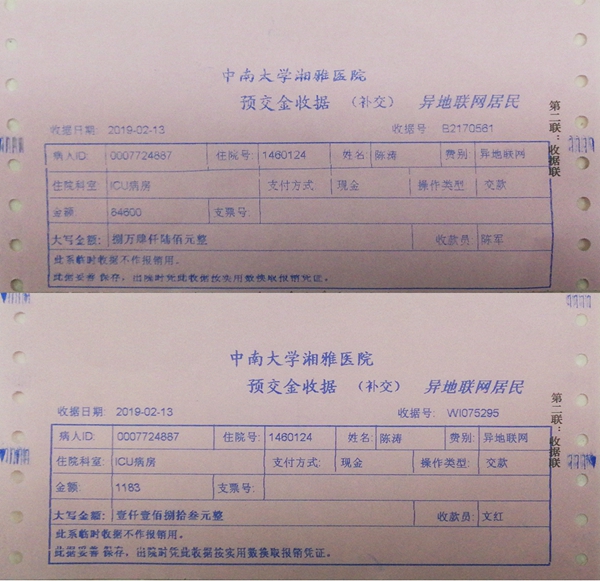 中南大学湘雅医院
预交金收据 （补交） 异地联网居民
收据日期: 2019-02-13 收据号 B2170561
病人ID: 0007724887 住院号: 1460124 姓名: 陈涛 费别: 异地联网
住院科室: ICU病房 支付方式 现金 操作类型 交款
金额 84600 支票号:
大写金额: 捌万肆仟陆佰元整 收款员: 陈军
此系临时收据不作报销用。
此据妥善保存，出院时凭此收据按实用数换取报销凭证。
第二联：收据联
中南大学湘雅医院
预交金收据 （补交） 异地联网居民
收据日期: 2019-02-13 收据号: WI075295
病人ID: 0007724887 住院号: 1460124 姓名: 陈涛 费别: 异地联网
住院科室: ICU病房 支付方式: 现金 操作类型: 交款
金额: 1183 支票号:
大写金额: 壹仟壹佰捌拾叁元整 收款员: 文红
此系临时收据不作报销用。
此据妥善保存，出院时凭此收据按实用数换取报销凭证。
第二联：收据联